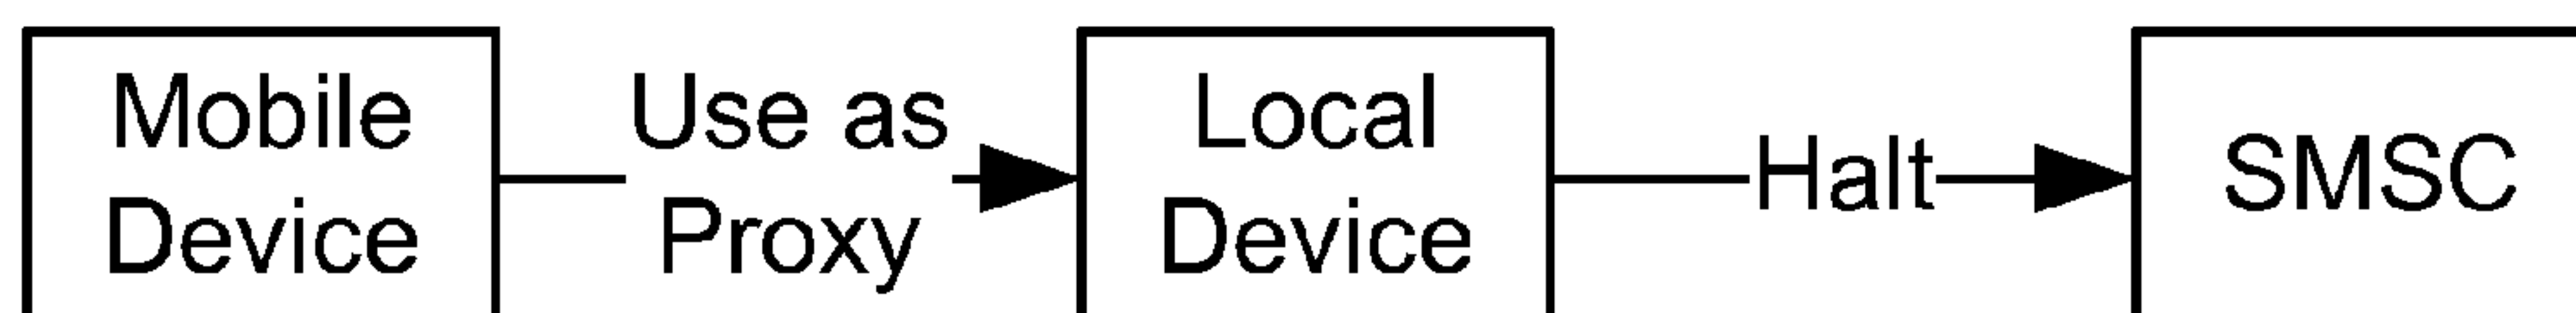 Mobile
Device
Use as
Proxy
Local
Device
Halt
SMSC